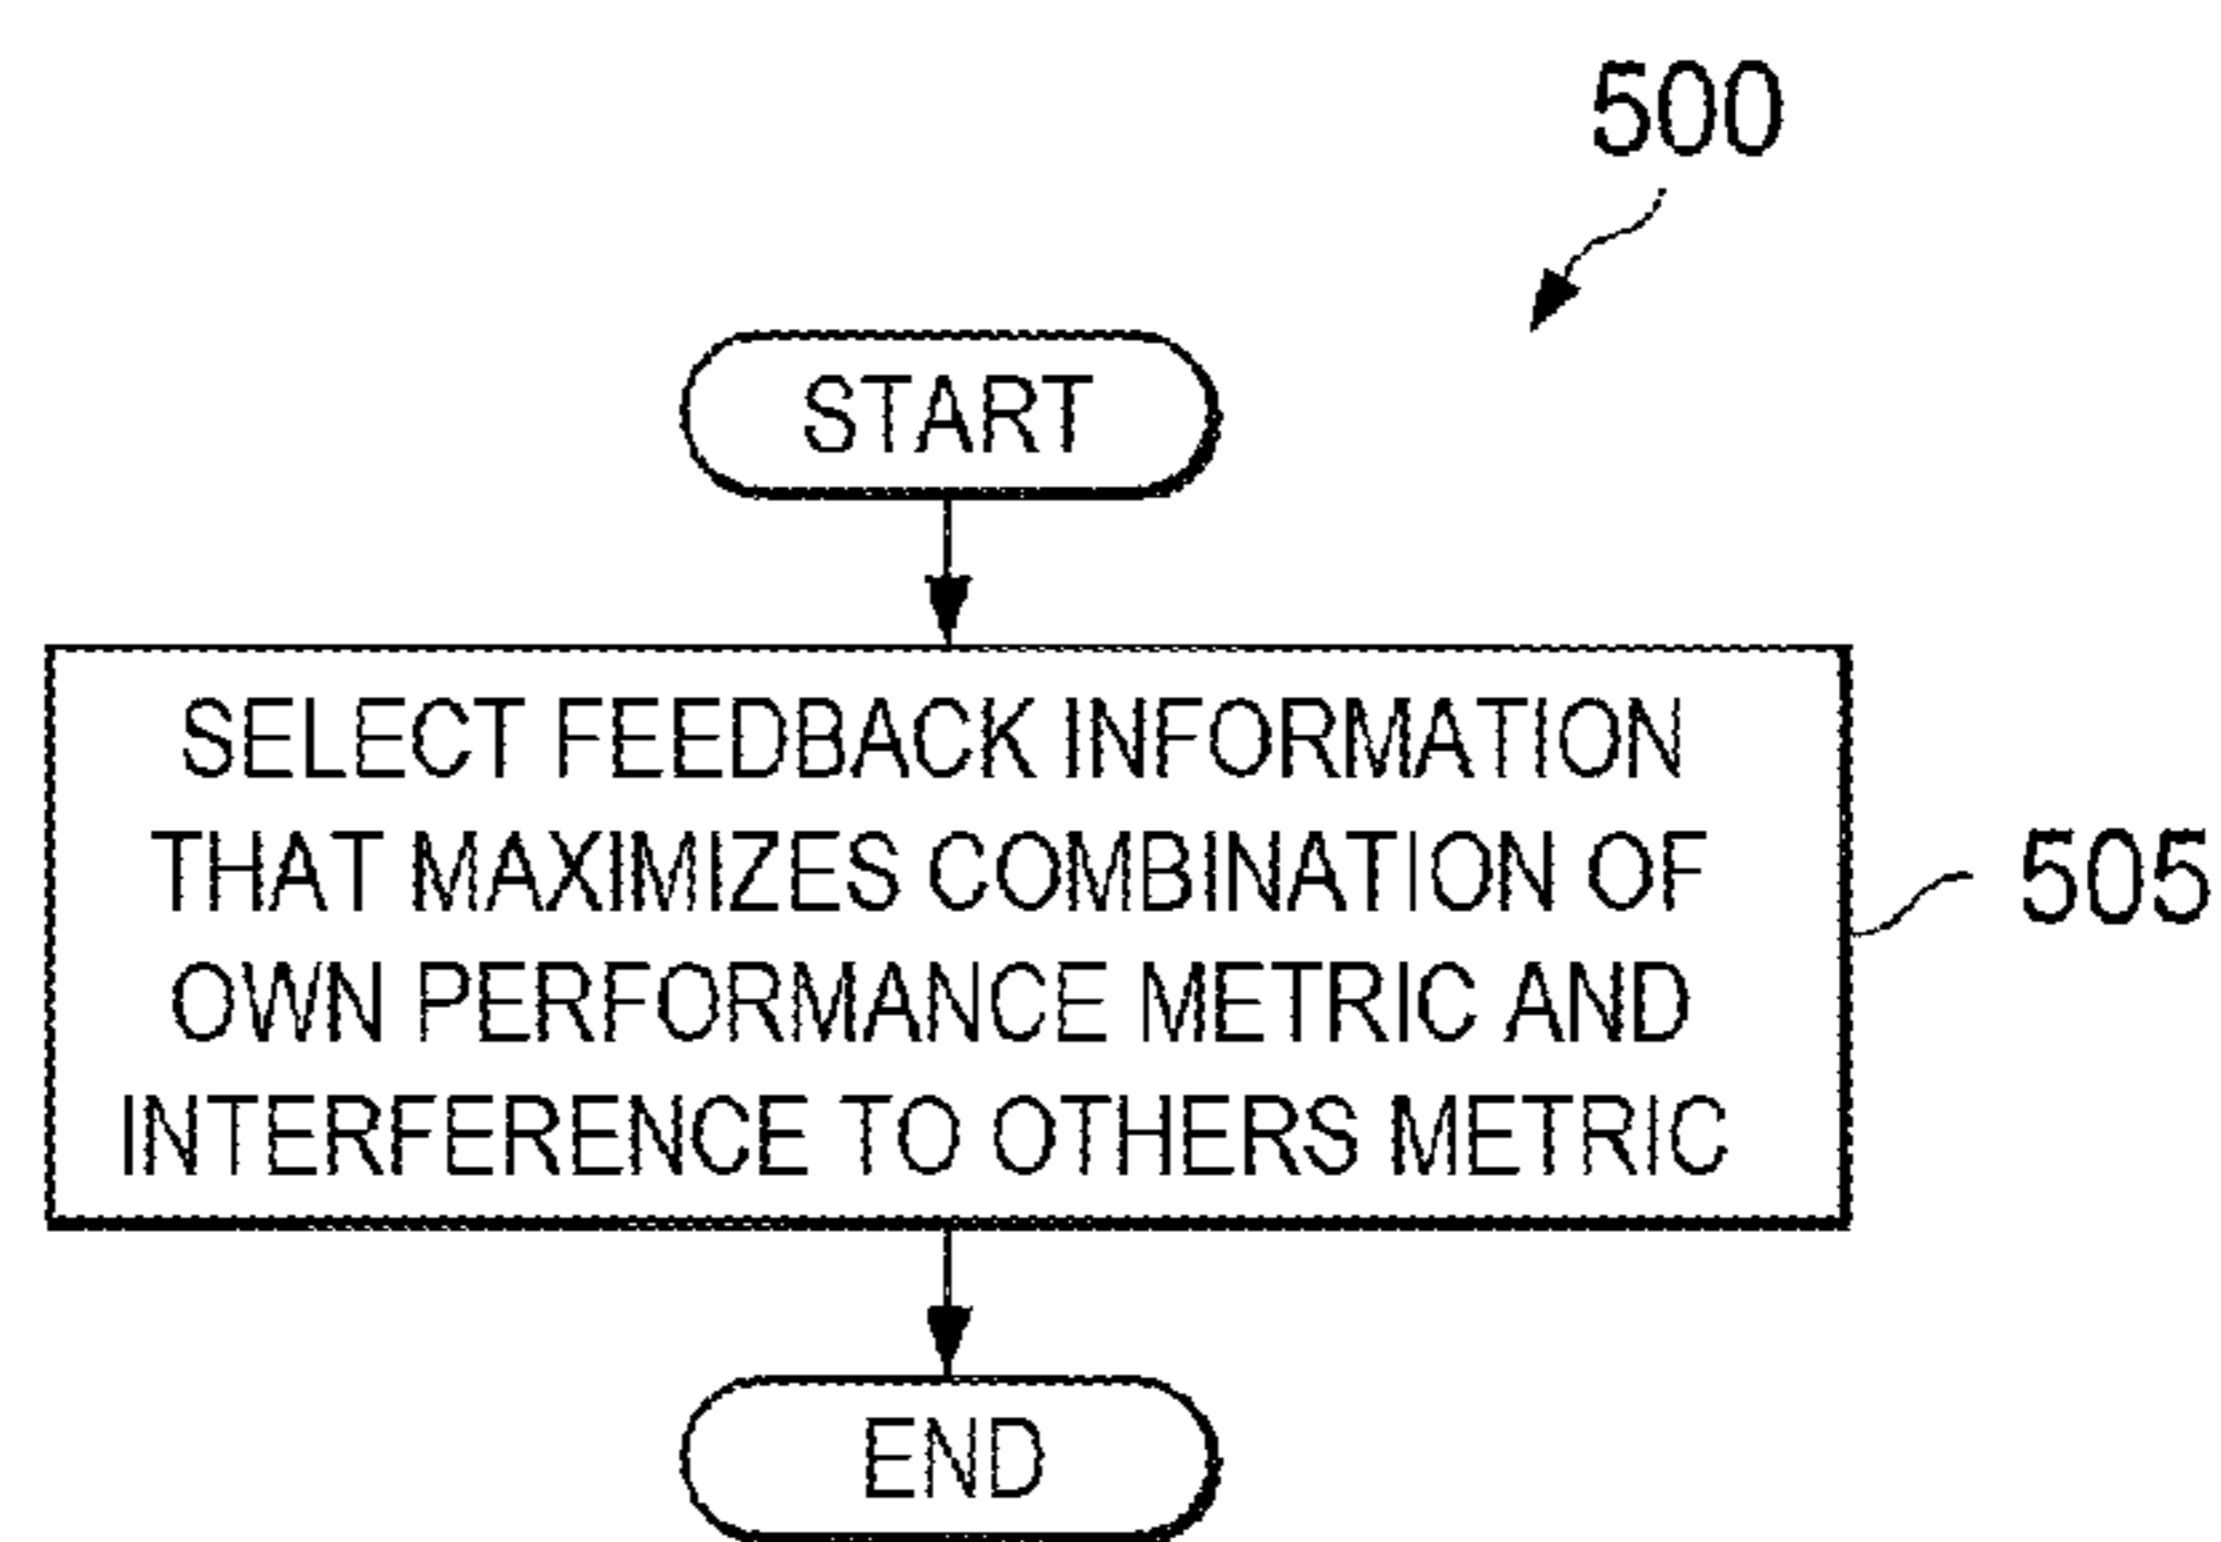 500
START
SELECT FEEDBACK INFORMATION
THAT MAXIMIZES COMBINATION OF
OWN PERFORMANCE METRIC AND
INTERFERENCE TO OTHERS METRIC
505
END